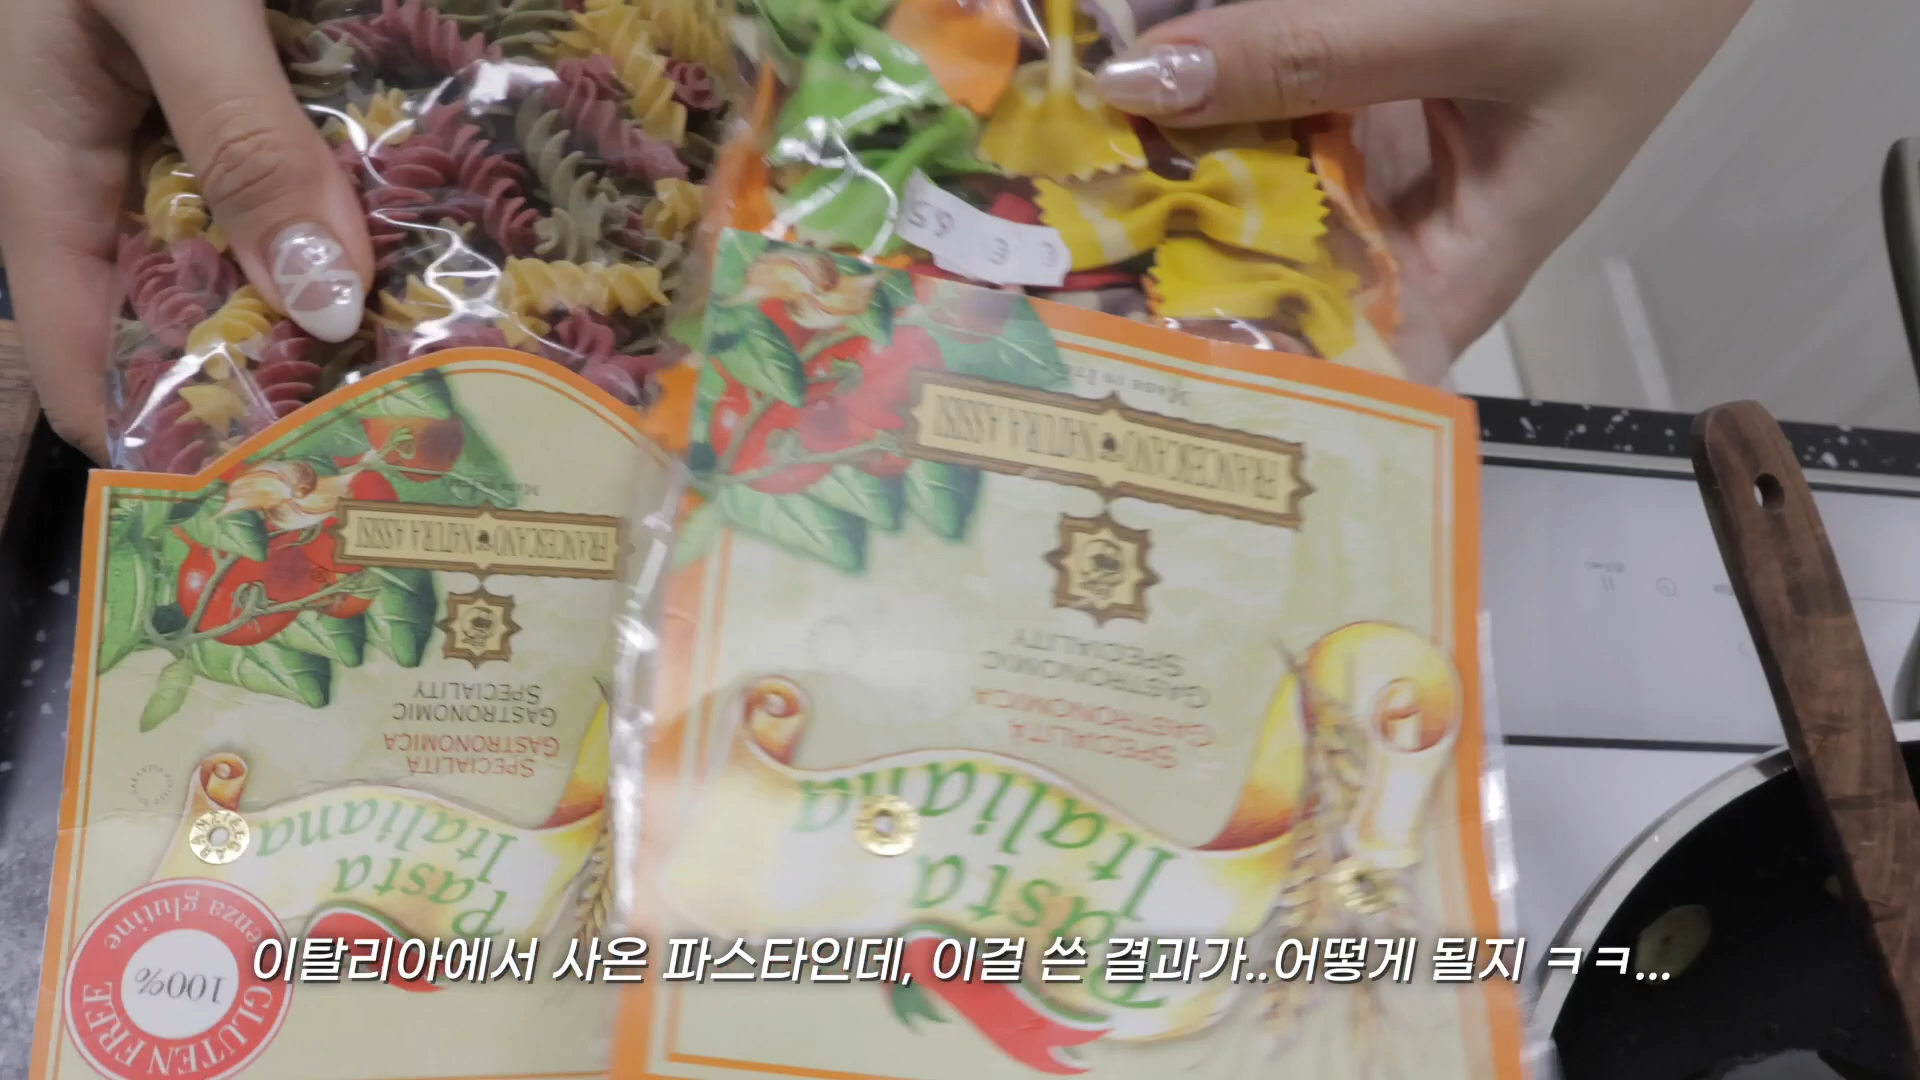 FRANCESCANO NATURA ASSISI
GASTRONOMIC
SPECIALITY
SPECIALITÀ
GASTRONOMICA
Pasta
Italiana
100%
GLUTEN FREE
senza glutine
FRANCESCANO NATURA ASSISI
GASTRONOMIC
SPECIALITY
SPECIALITÀ
GASTRONOMICA
Pasta
Italiana
이탈리아에서 사온 파스타인데, 이걸 쓴 결과가..어떻게 될지 ㅋㅋ...